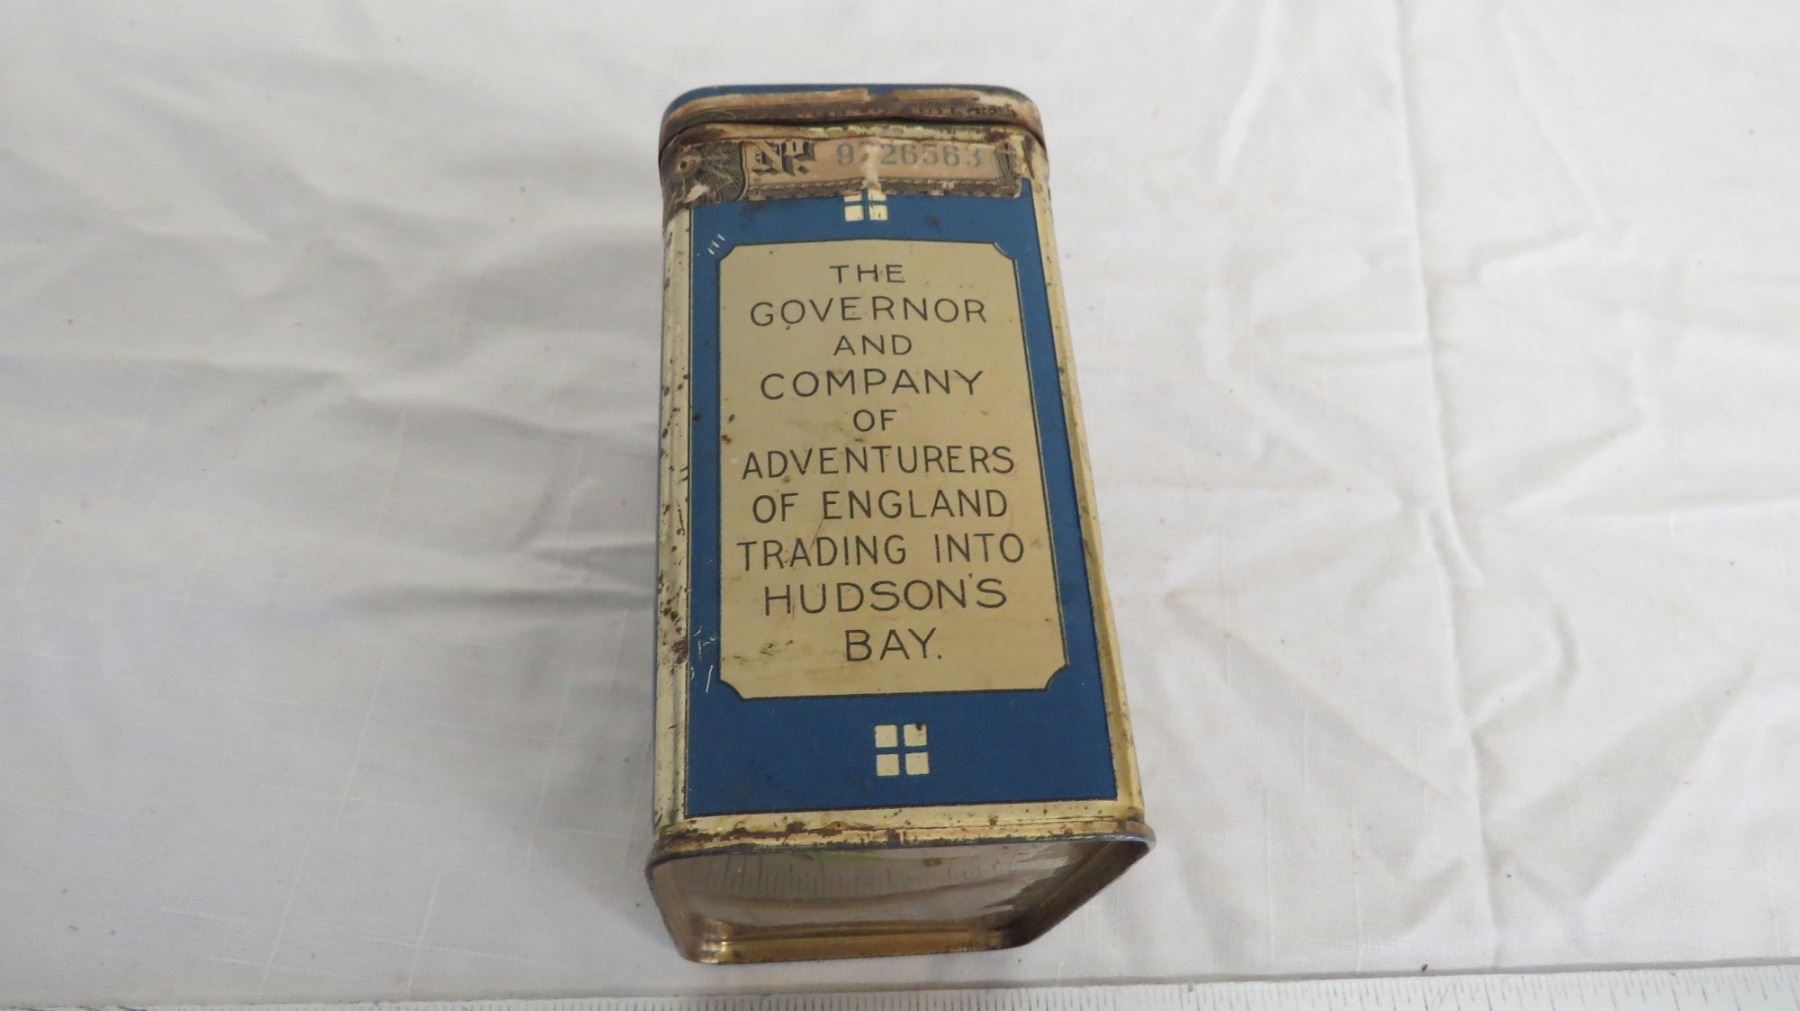 No. 9726563
THE
GOVERNOR
AND
COMPANY
OF
ADVENTURERS
OF ENGLAND
TRADING INTO
HUDSON'S
BAY.